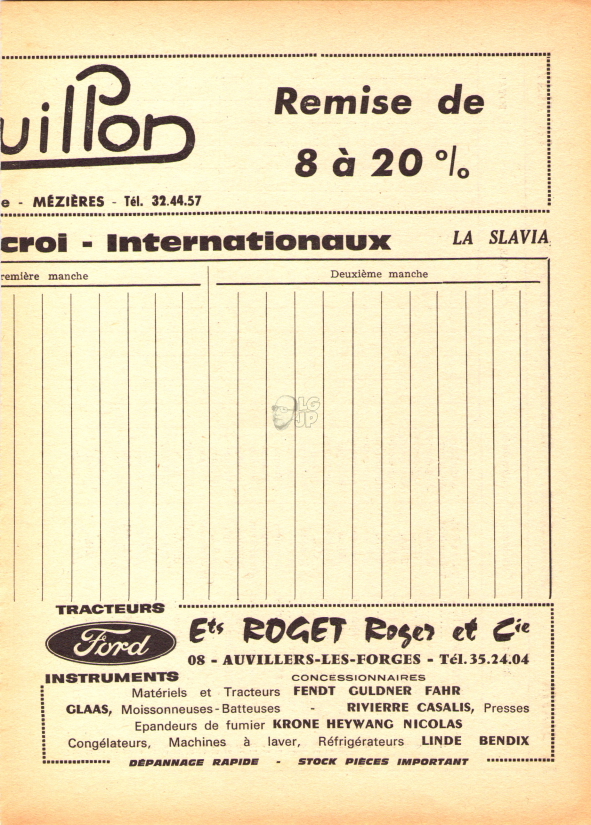 uillon
Remise de
8 à 20 %
e - MÉZIÈRES - Tél. 32.44.57
croi - Internationaux LA SLAVIA
remière manche Deuxième manche
LG
JP
TRACTEURS
Ford
INSTRUMENTS
Ets ROGET Roger et Cie
08 - AUVILLERS-LES-FORGES - Tél. 35.24.04
CONCESSIONNAIRES
Matériels et Tracteurs FENDT GULDNER FAHR
GLAAS, Moissonneuses-Batteuses - RIVIERRE CASALIS, Presses
Epandeurs de fumier KRONE HEYWANG NICOLAS
Congélateurs, Machines à laver, Réfrigérateurs LINDE BENDIX
DÉPANNAGE RAPIDE - STOCK PIÈCES IMPORTANT